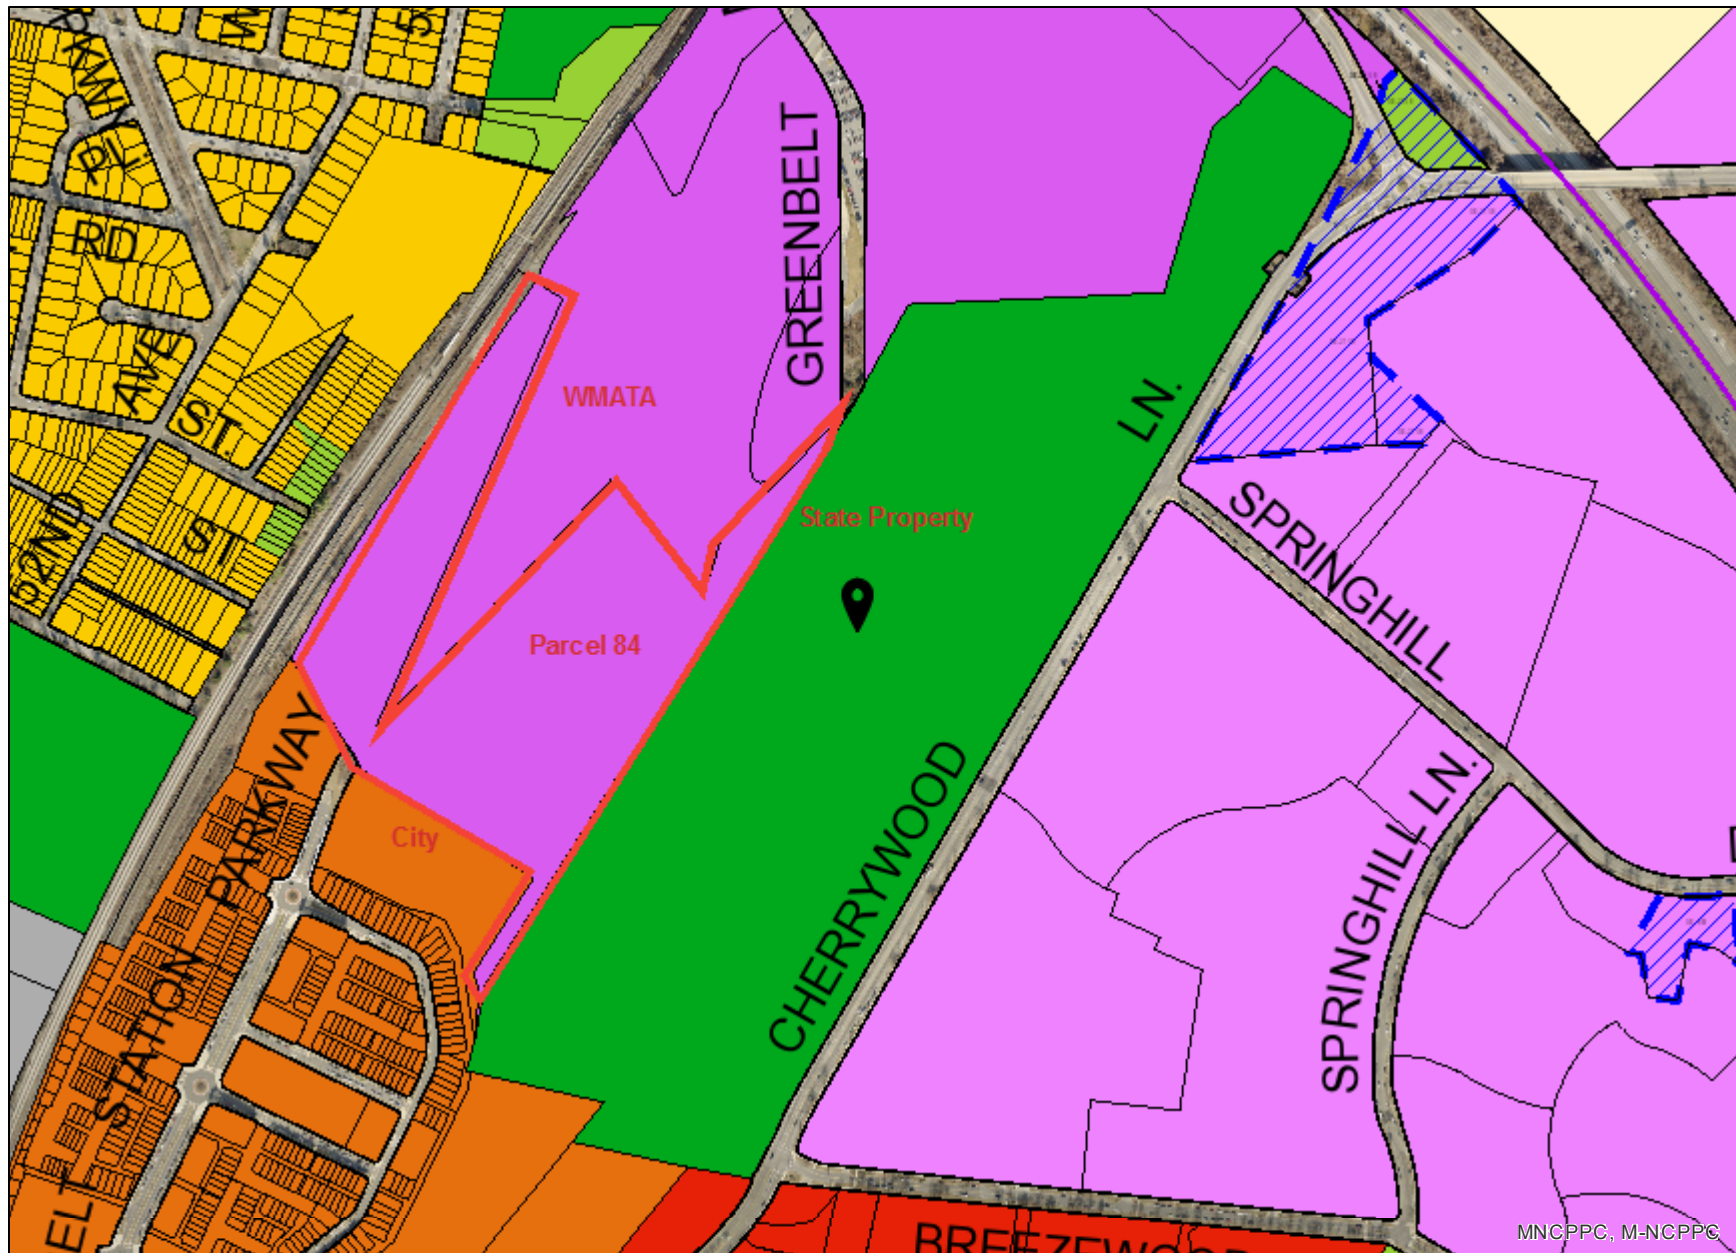 PKWY.
PL
RD
AVE
ST.
ST
52ND
GREENBELT
WMATA
LN.
State Property
SPRINGHILL
Parcel 84
STATION PARKWAY
City
CHERRYWOOD
SPRINGHILL LN.
MNCPPC, M-NCPPC